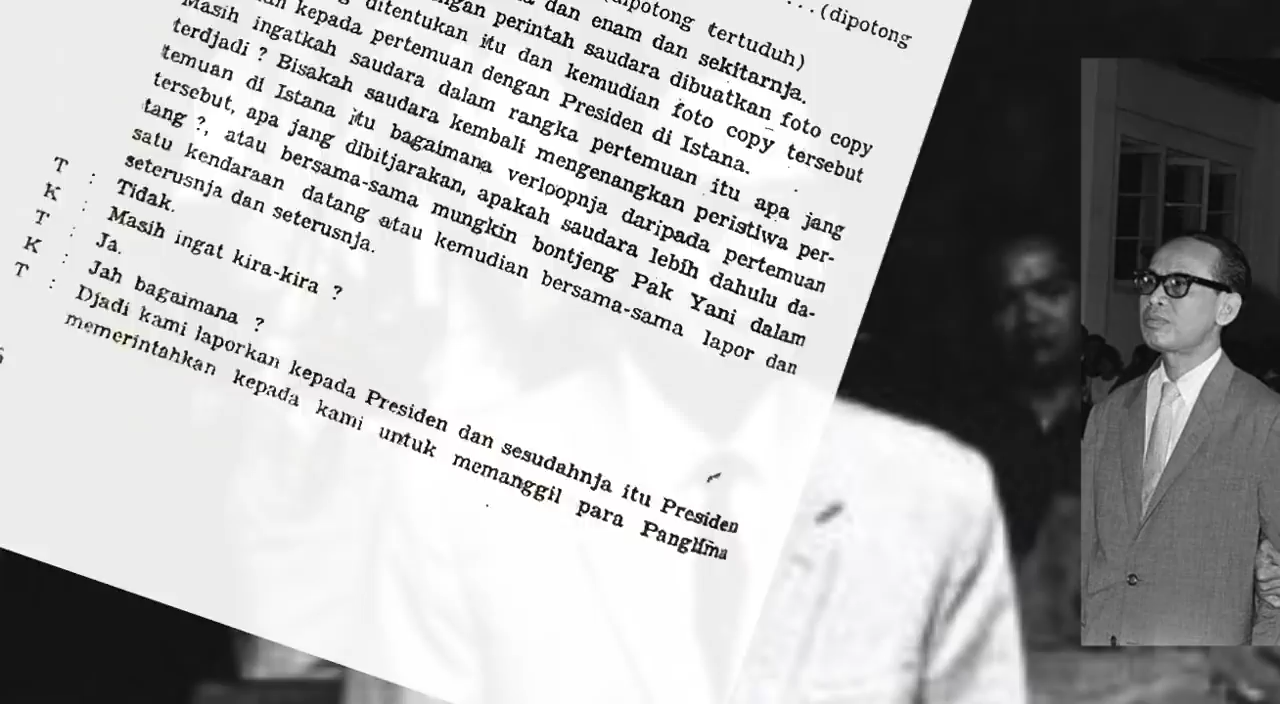 ...(dipotong
(dipotong tertuduh)
dan enam dan sekitarnja.
perintah saudara dibuatkan foto copy
ditentukan itu dan kemudian foto copy tersebut
kepada pertemuan dengan Presiden di Istana.
Masih ingatkah saudara dalam rangka pertemuan itu apa jang
terdjadi ? Bisakah saudara kembali mengenangkan peristiwa per-
temuan di Istana itu bagaimana verloopnja daripada pertemuan
tersebut, apa jang dibitjarakan, apakah saudara lebih dahulu da-
tang ?, atau bersama-sama mungkin bontjeng Pak Yani dalam
satu kendaraan datang atau kemudian bersama-sama lapor dan
seterusnja dan seterusnja.
T : Tidak.
K : Masih ingat kira-kira ?
T : Ja.
K : Jah bagaimana ?
T : Djadi kami laporkan kepada Presiden dan sesudahnja itu Presiden
memerintahkan kepada kami untuk memanggil para Panglima